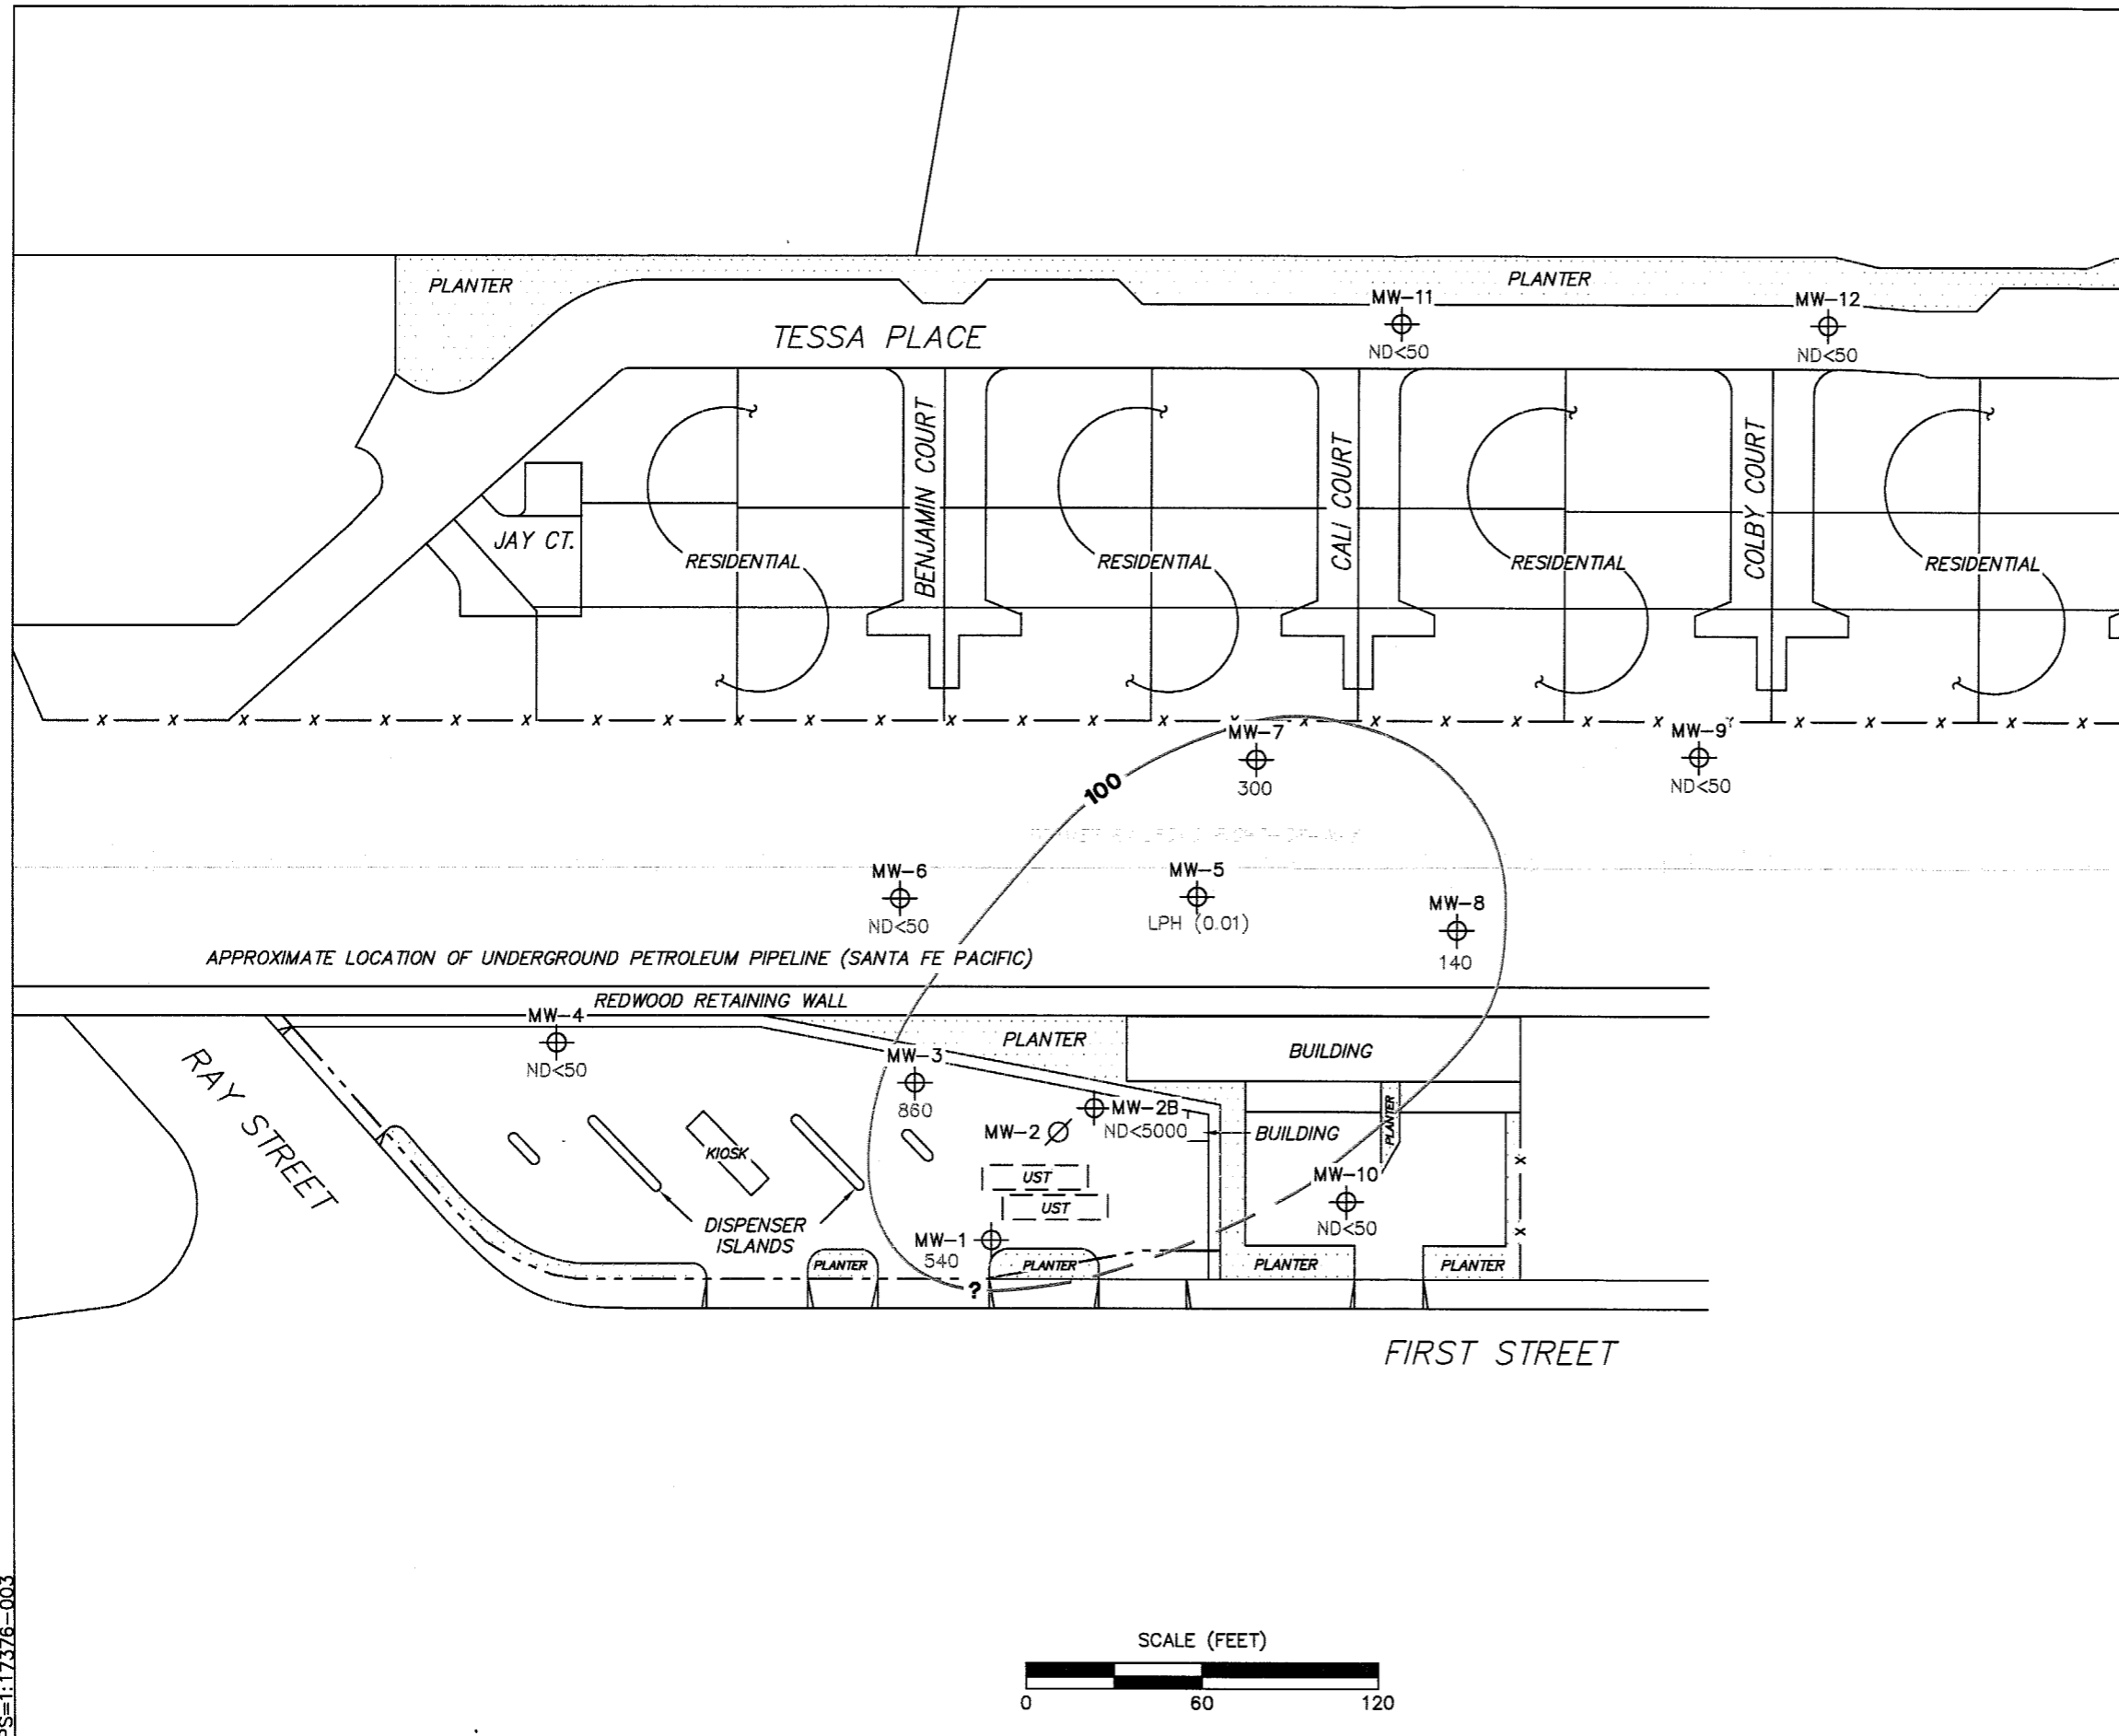 PLANTER
PLANTER
MW-11
MW-12
TESSA PLACE
ND<50
ND<50
BENJAMIN COURT
CALI COURT
COLBY COURT
JAY CT.
RESIDENTIAL
RESIDENTIAL
RESIDENTIAL
RESIDENTIAL
MW-7
300
MW-9
ND<50
100
MW-6
ND<50
MW-5
LPH (0.01)
MW-8
140
APPROXIMATE LOCATION OF UNDERGROUND PETROLEUM PIPELINE (SANTA FE PACIFIC)
REDWOOD RETAINING WALL
MW-4
ND<50
RAY STREET
PLANTER
BUILDING
MW-3
860
MW-2B
ND<5000
MW-2
BUILDING
PLANTER
KIOSK
UST
UST
MW-10
ND<50
DISPENSER
ISLANDS
MW-1
540
PLANTER
PLANTER
PLANTER
PLANTER
?
FIRST STREET
SCALE (FEET)
0 60 120
PS=1:1 17376-003